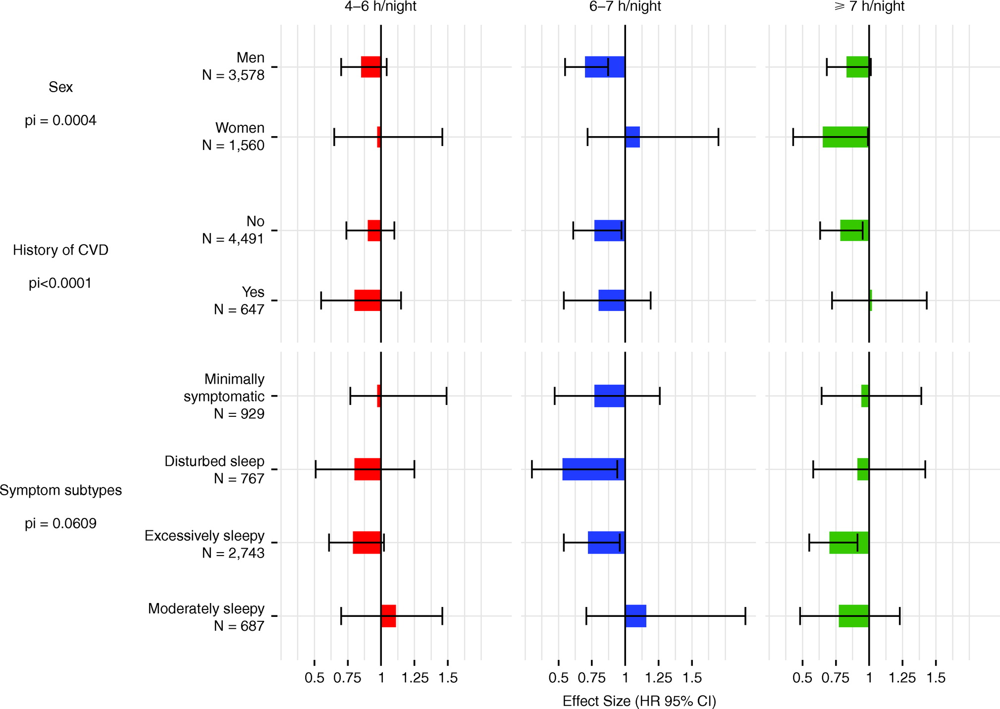 4–6 h/night
6–7 h/night
⩾ 7 h/night
Men
N = 3,578
Sex
pi = 0.0004
Women
N = 1,560
No
N = 4,491
History of CVD
pi<0.0001
Yes
N = 647
Minimally
symptomatic
N = 929
Disturbed sleep
N = 767
Symptom subtypes
pi = 0.0609
Excessively sleepy
N = 2,743
Moderately sleepy
N = 687
0.5 0.75 1 1.25 1.5
0.5 0.75 1 1.25 1.5
0.5 0.75 1 1.25 1.5
Effect Size (HR 95% CI)